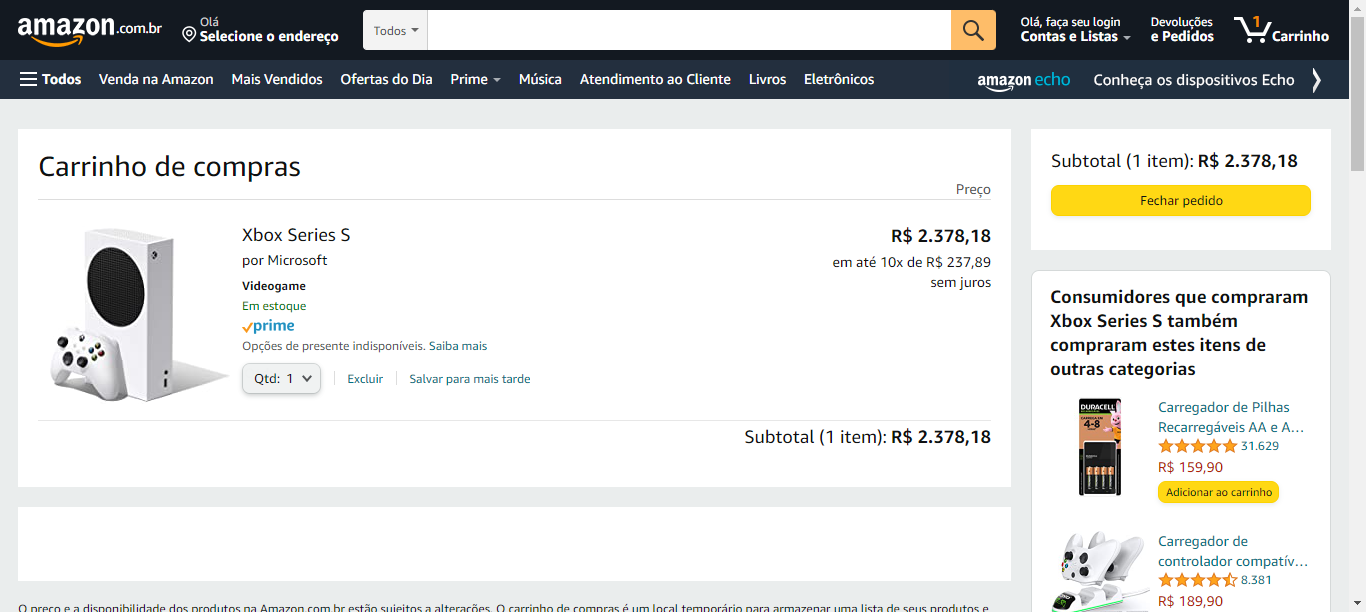 amazon.com.br
Olá
Selecione o endereço
Todos
Olá, faça seu login
Contas e Listas
Devoluções
e Pedidos
1
Carrinho
Todos
Venda na Amazon
Mais Vendidos
Ofertas do Dia
Prime
Música
Atendimento ao Cliente
Livros
Eletrônicos
amazon echo
Conheça os dispositivos Echo
Carrinho de compras
Preço
Xbox Series S
R$ 2.378,18
por Microsoft
em até 10x de R$ 237,89
sem juros
Videogame
Em estoque
prime
Opções de presente indisponíveis. Saiba mais
Qtd: 1
Excluir
Salvar para mais tarde
Subtotal (1 item): R$ 2.378,18
Subtotal (1 item): R$ 2.378,18
Fechar pedido
Consumidores que compraram
Xbox Series S também
compraram estes itens de
outras categorias
DURACELL
4-8
Carregador de Pilhas
Recarregáveis AA e A…
31.629
R$ 159,90
Adicionar ao carrinho
Carregador de
controlador compatív…
8.381
R$ 189,90
O preço e a disponibilidade dos produtos na Amazon.com.br estão sujeitos a alterações. O carrinho de compras é um local temporário para armazenar uma lista de seus produtos e